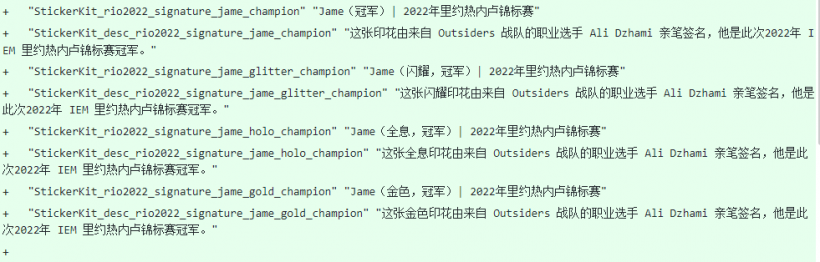 + "StickerKit_rio2022_signature_jame_champion" "Jame（冠军）| 2022年里约热内卢锦标赛"
+ "StickerKit_desc_rio2022_signature_jame_champion" "这张印花由来自 Outsiders 战队的职业选手 Ali Dzhami 亲笔签名，他是此次2022年 I
EM 里约热内卢锦标赛冠军。"
+ "StickerKit_rio2022_signature_jame_glitter_champion" "Jame（闪耀，冠军）| 2022年里约热内卢锦标赛"
+ "StickerKit_desc_rio2022_signature_jame_glitter_champion" "这张闪耀印花由来自 Outsiders 战队的职业选手 Ali Dzhami 亲笔签名，他是
此次2022年 IEM 里约热内卢锦标赛冠军。"
+ "StickerKit_rio2022_signature_jame_holo_champion" "Jame（全息，冠军）| 2022年里约热内卢锦标赛"
+ "StickerKit_desc_rio2022_signature_jame_holo_champion" "这张全息印花由来自 Outsiders 战队的职业选手 Ali Dzhami 亲笔签名，他是此
次2022年 IEM 里约热内卢锦标赛冠军。"
+ "StickerKit_rio2022_signature_jame_gold_champion" "Jame（金色，冠军）| 2022年里约热内卢锦标赛"
+ "StickerKit_desc_rio2022_signature_jame_gold_champion" "这张金色印花由来自 Outsiders 战队的职业选手 Ali Dzhami 亲笔签名，他是此
次2022年 IEM 里约热内卢锦标赛冠军。"
+